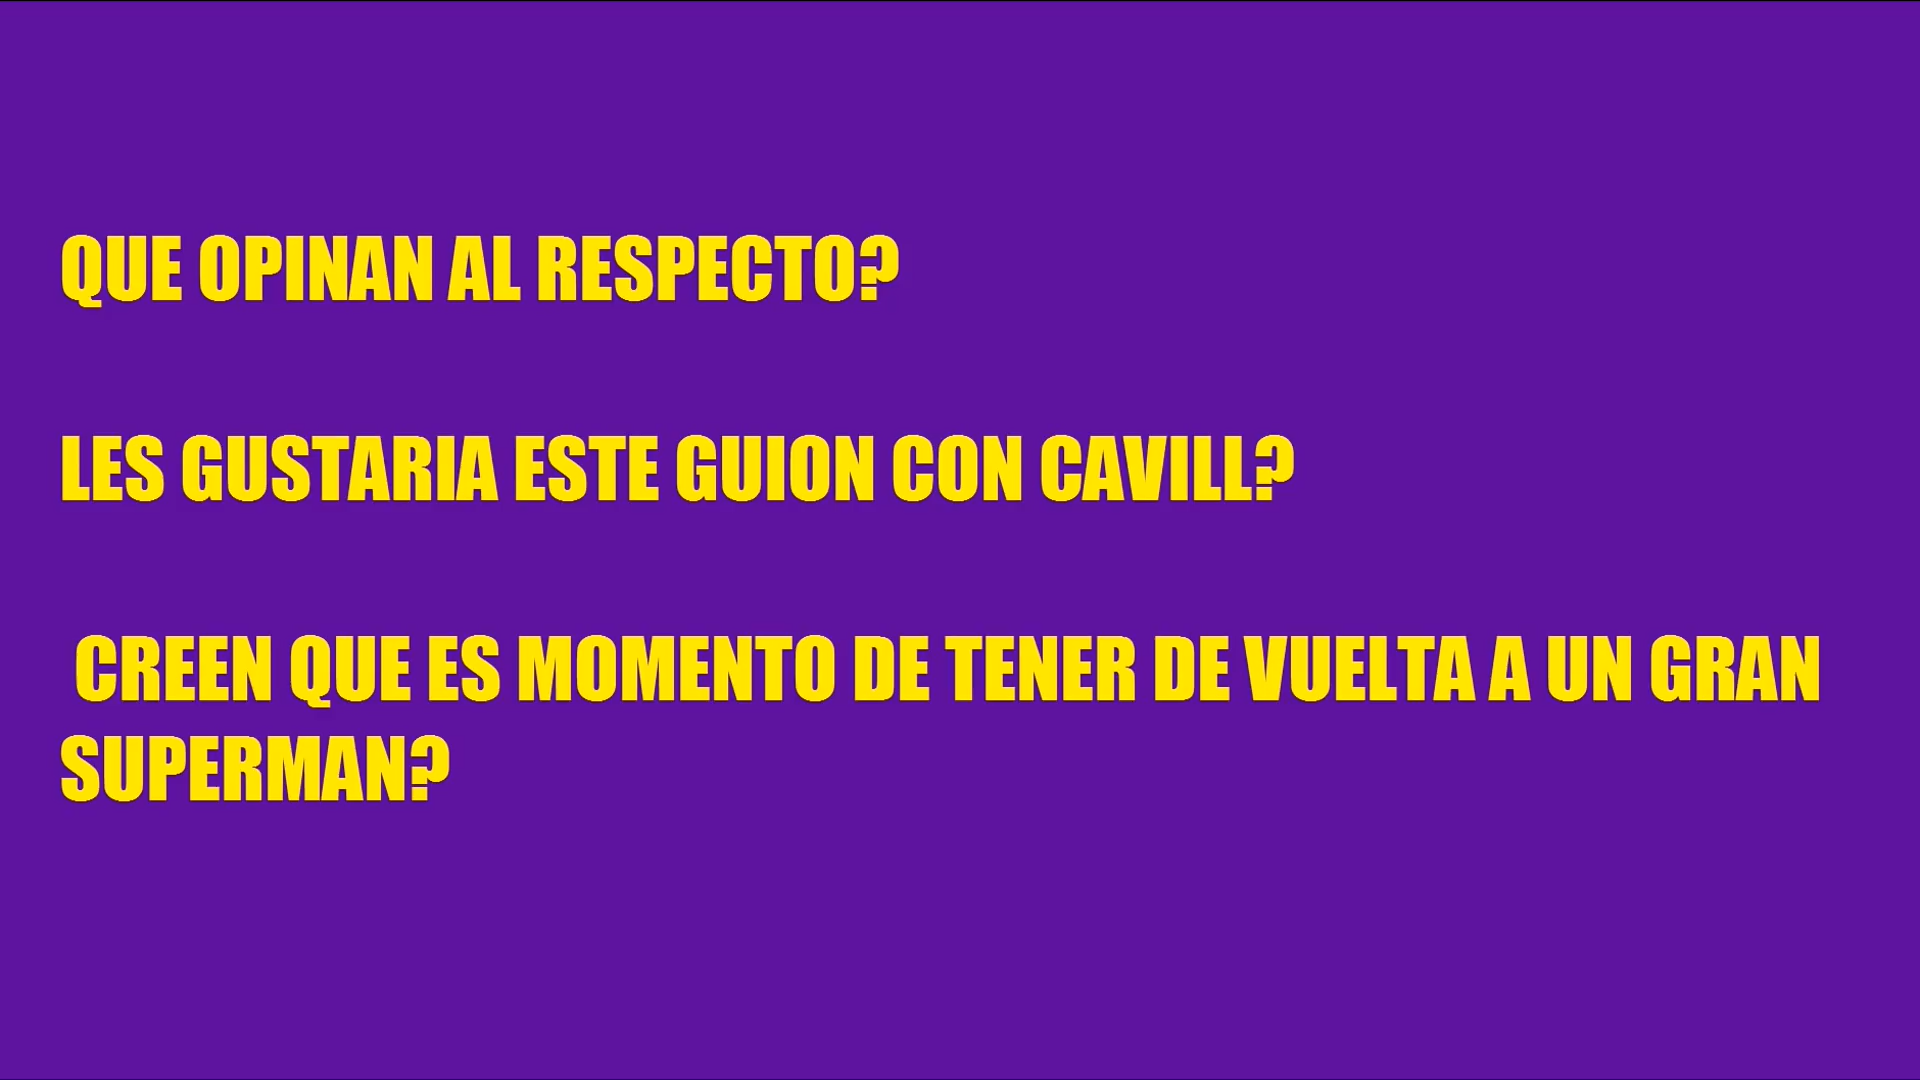 QUE OPINAN AL RESPECTO?
LES GUSTARIA ESTE GUION CON CAVILL?
CREEN QUE ES MOMENTO DE TENER DE VUELTA A UN GRAN
SUPERMAN?